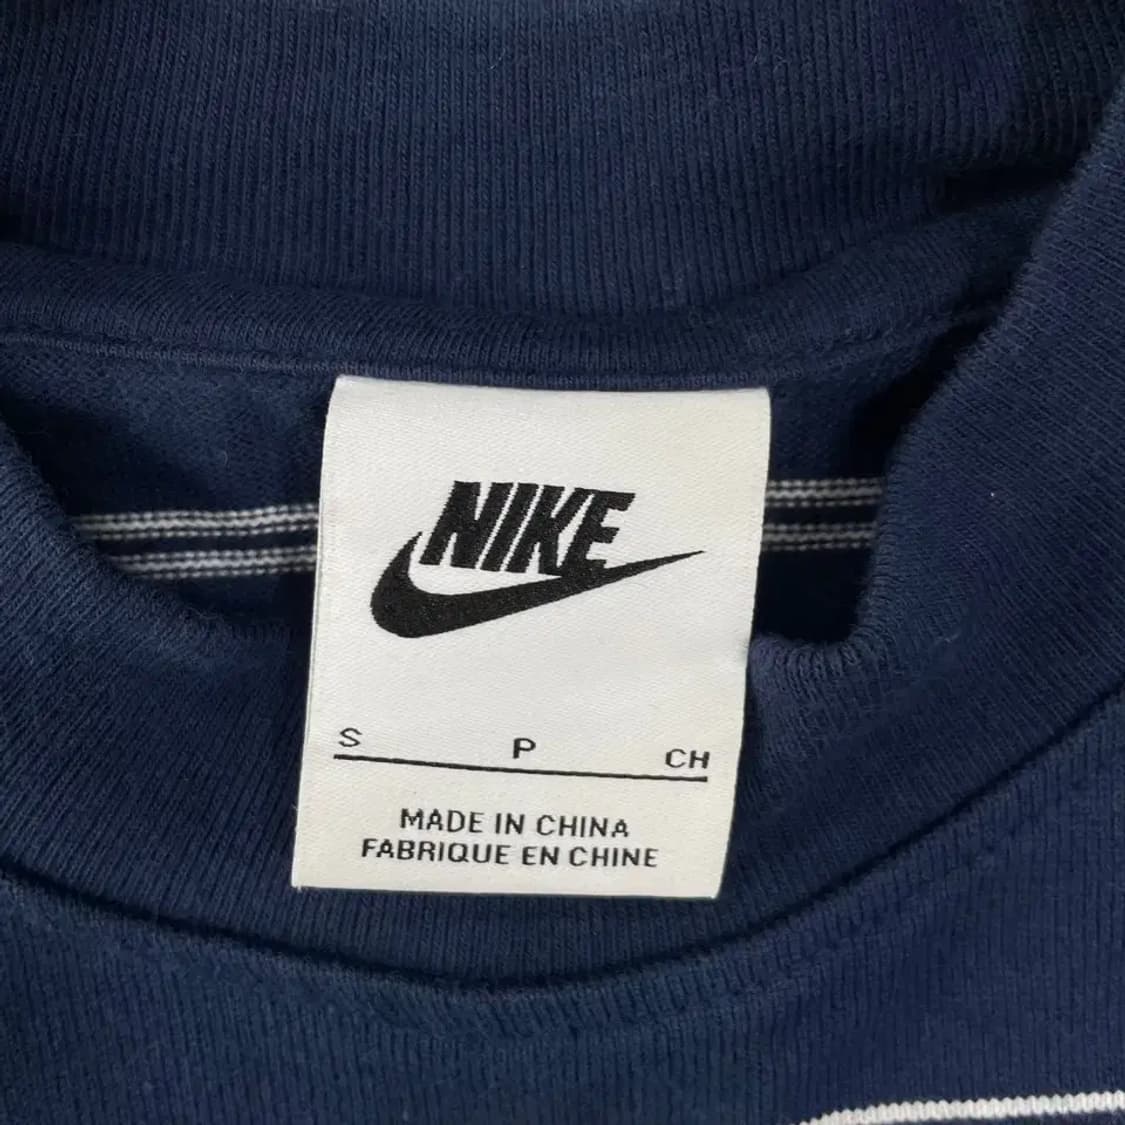 NIKE
S P CH
MADE IN CHINA
FABRIQUE EN CHINE